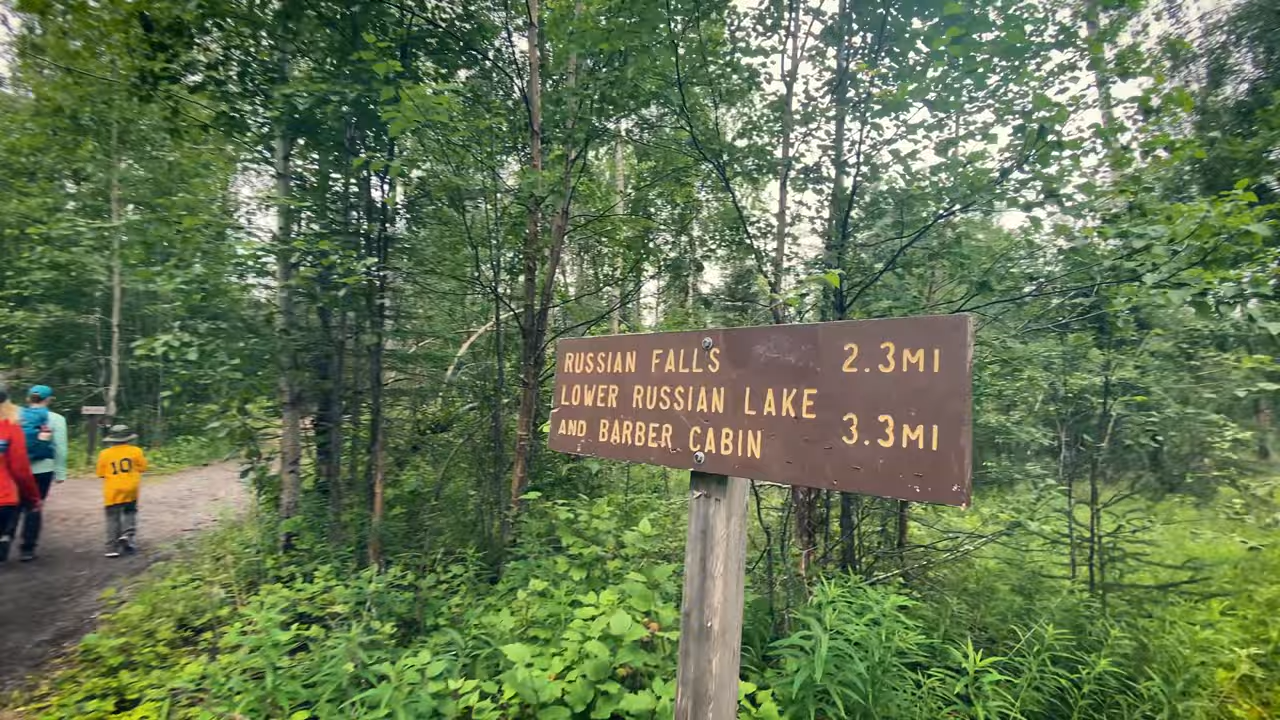 RUSSIAN FALLS 2.3MI
LOWER RUSSIAN LAKE
AND BARBER CABIN 3.3MI
10